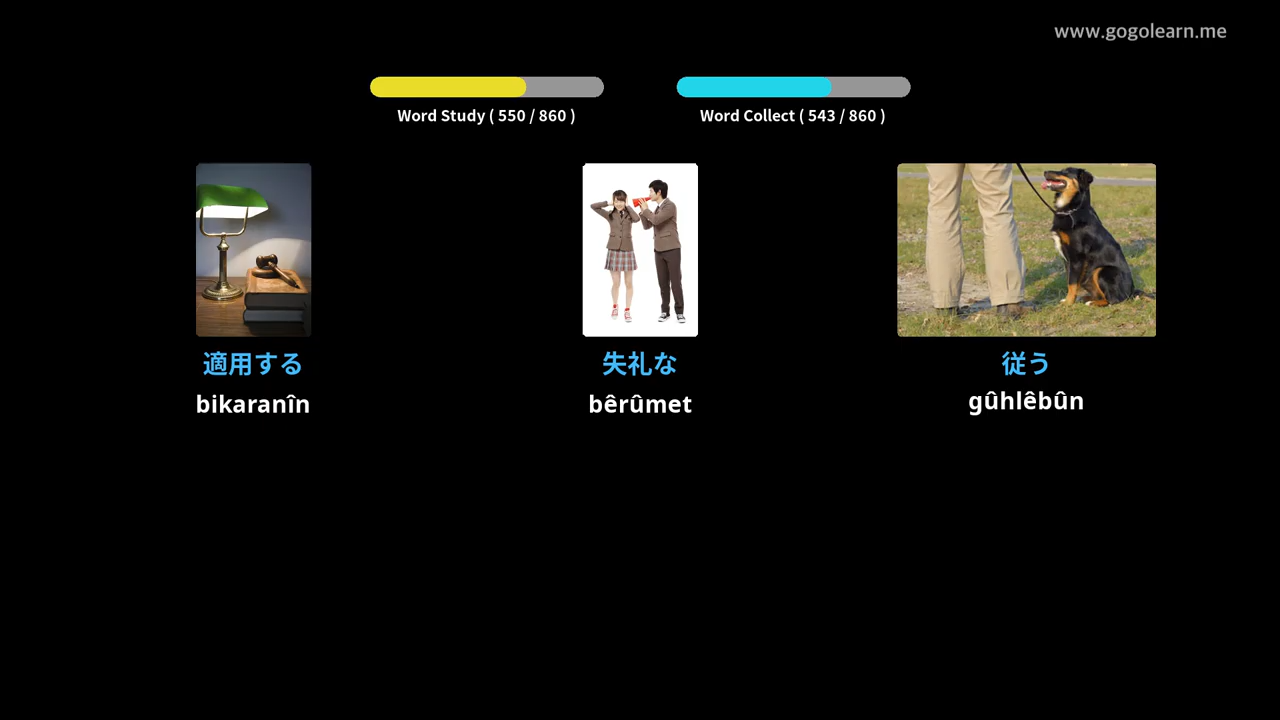 www.gogolearn.me
Word Study ( 550 / 860 )
Word Collect ( 543 / 860 )
適用する
失礼な
従う
bikaranîn
bêrûmet
gûhlêbûn